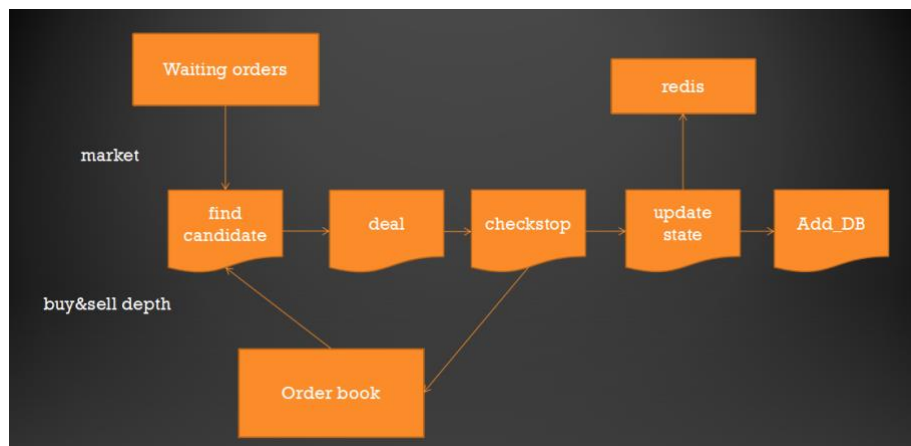 Waiting orders
redis
market
find
candidate
deal
checkstop
update
state
Add_DB
buy&sell depth
Order book